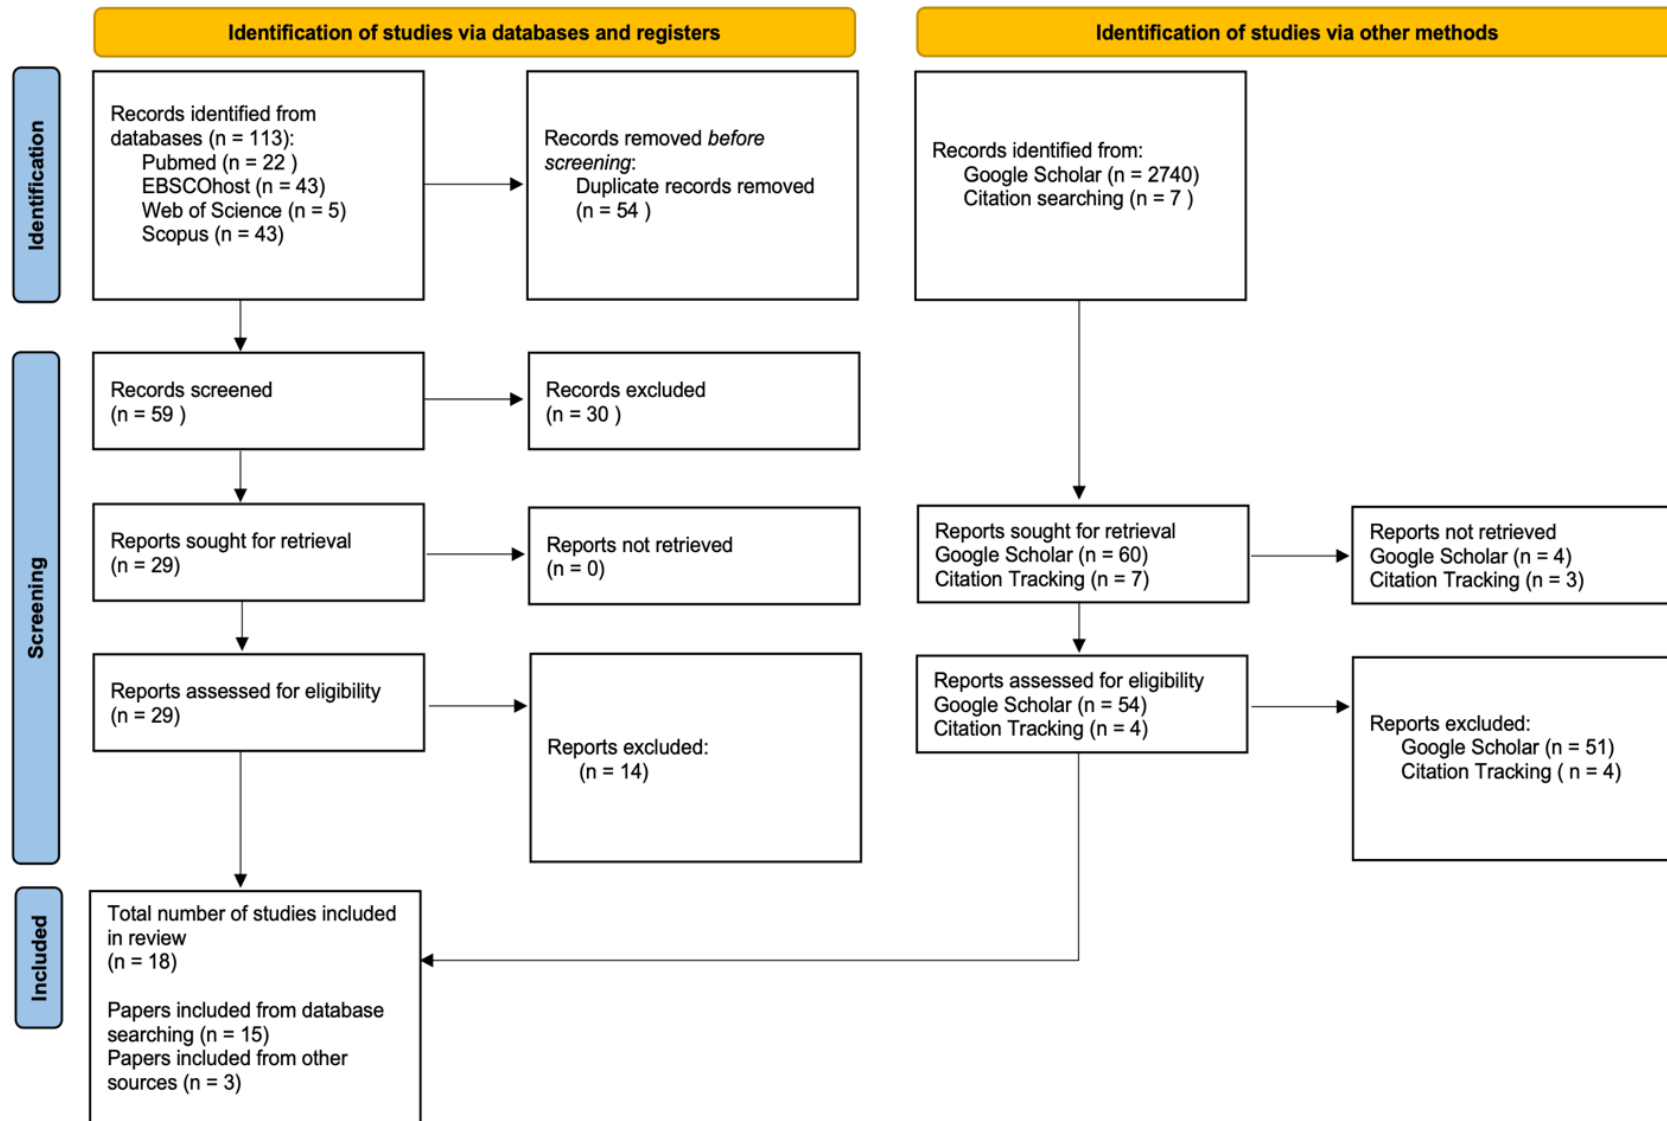 Identification of studies via databases and registers
Identification of studies via other methods
Identification
Records identified from
databases (n = 113):
Pubmed (n = 22 )
EBSCOhost (n = 43)
Web of Science (n = 5)
Scopus (n = 43)
Records removed before
screening:
Duplicate records removed
(n = 54 )
Records identified from:
Google Scholar (n = 2740)
Citation searching (n = 7 )
Screening
Records screened
(n = 59 )
Records excluded
(n = 30 )
Reports sought for retrieval
(n = 29)
Reports not retrieved
(n = 0)
Reports sought for retrieval
Google Scholar (n = 60)
Citation Tracking (n = 7)
Reports not retrieved
Google Scholar (n = 4)
Citation Tracking (n = 3)
Reports assessed for eligibility
(n = 29)
Reports excluded:
(n = 14)
Reports assessed for eligibility
Google Scholar (n = 54)
Citation Tracking (n = 4)
Reports excluded:
Google Scholar (n = 51)
Citation Tracking ( n = 4)
Included
Total number of studies included
in review
(n = 18)
Papers included from database
searching (n = 15)
Papers included from other
sources (n = 3)